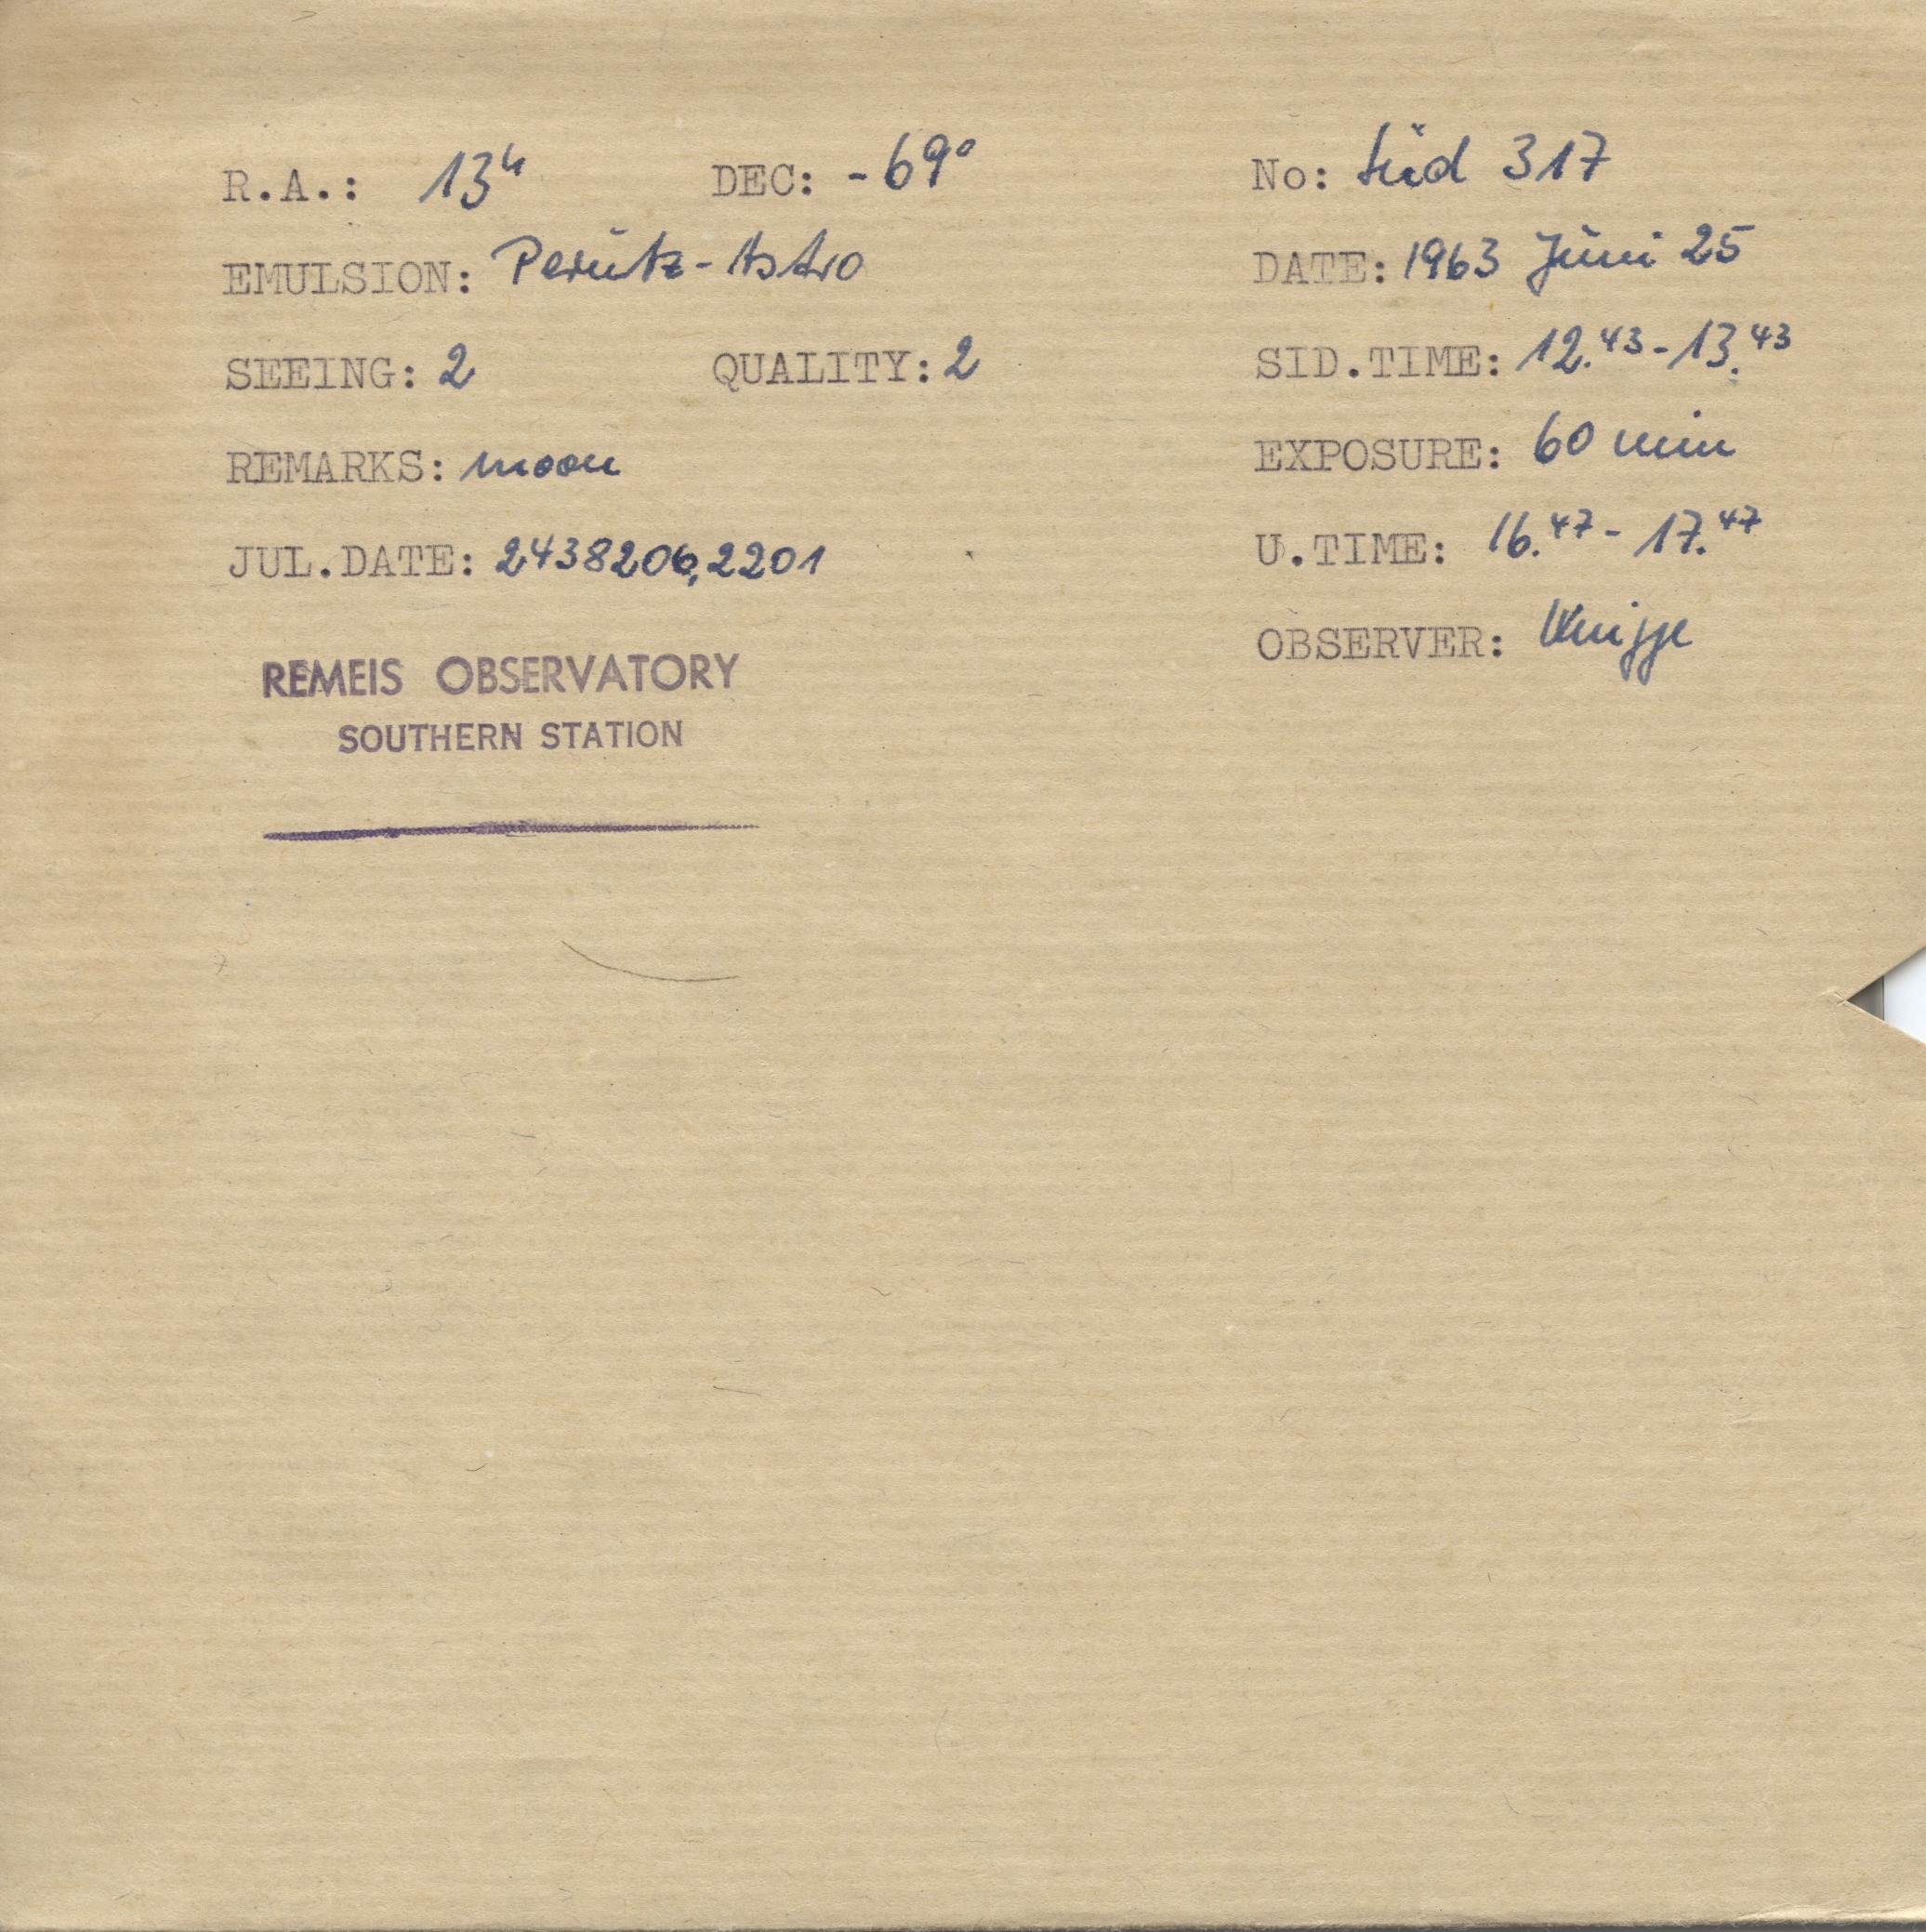 R.A.: 13h DEC: -69° No: Süd 317
EMULSION: Perutz-Astro DATE: 1963 Juni 25
SEEING: 2 QUALITY: 2 SID.TIME: 12.43-13.43
REMARKS: moon EXPOSURE: 60 min
JUL.DATE: 2438206,2201 U.TIME: 16.47-17.47
OBSERVER: Knigge
REMEIS OBSERVATORY
SOUTHERN STATION